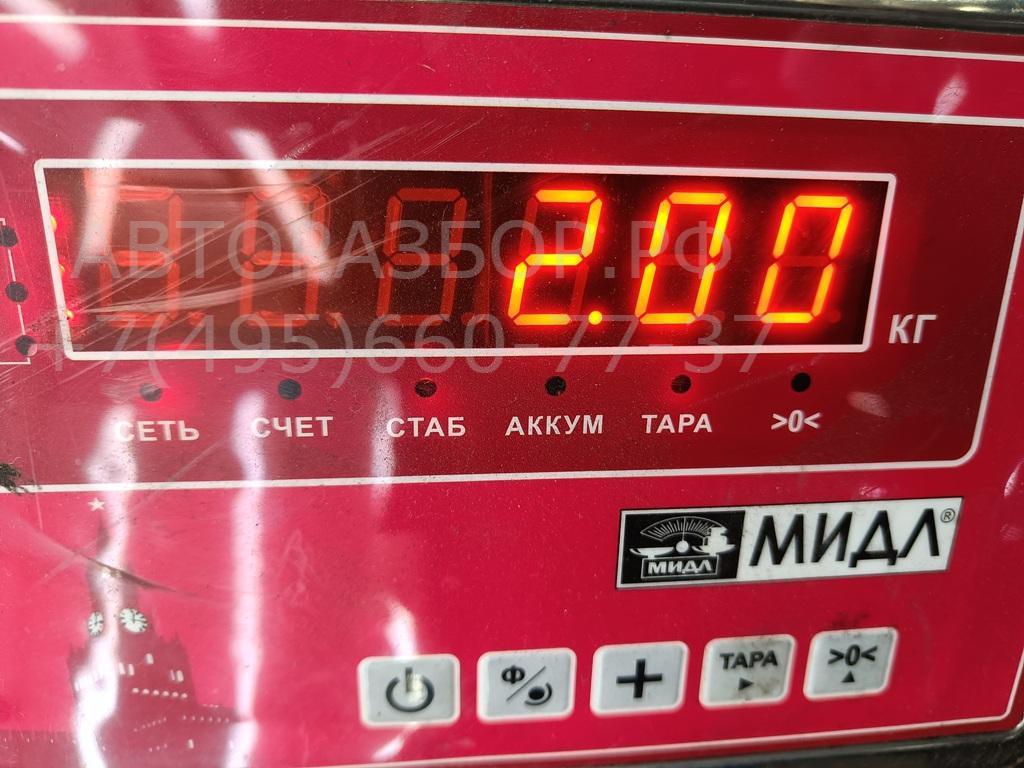 2.00
КГ
АВТОРАЗБОР.РФ
+7(495)660-77-37
СЕТЬ СЧЕТ СТАБ АККУМ ТАРА >0<
МИДЛ МИДЛ®
Ф + ТАРА >0<